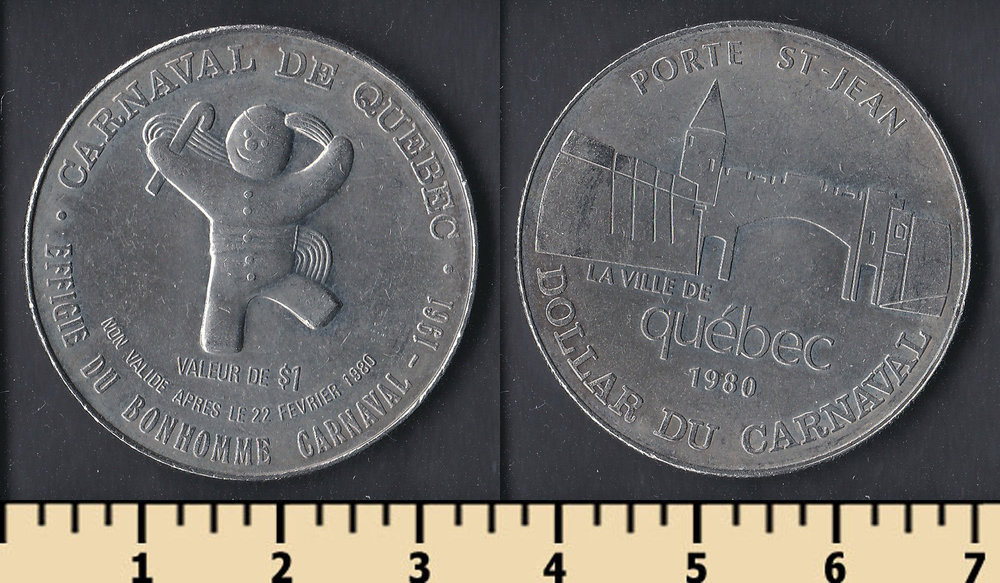 · CARNAVAL DE QUEBEC ·
VALEUR DE $1
NON VALIDE APRES LE 22 FEVRIER 1980
EFFIGIE DU BONHOMME CARNAVAL - 1961
PORTE ST-JEAN
LA VILLE DE
québec
1980
DOLLAR DU CARNAVAL
1 2 3 4 5 6 7